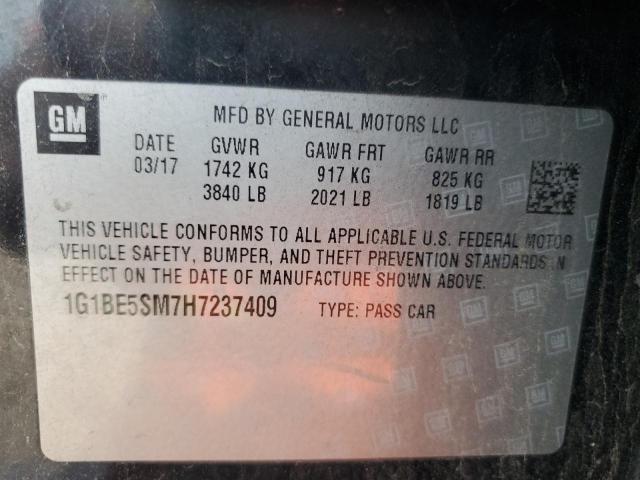 GM
MFD BY GENERAL MOTORS LLC
DATE GVWR GAWR FRT GAWR RR
03/17 1742 KG 917 KG 825 KG
3840 LB 2021 LB 1819 LB
THIS VEHICLE CONFORMS TO ALL APPLICABLE U.S. FEDERAL MOTOR
VEHICLE SAFETY, BUMPER, AND THEFT PREVENTION STANDARDS IN
EFFECT ON THE DATE OF MANUFACTURE SHOWN ABOVE.
1G1BE5SM7H7237409 TYPE: PASS CAR